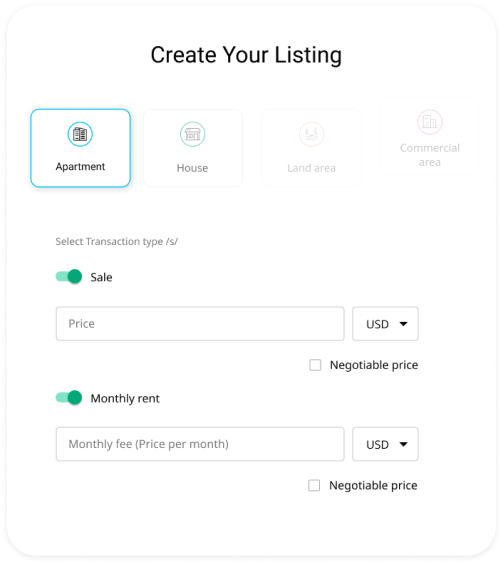 Create Your Listing
Apartment
House
Land area
Commercial
area
Select Transaction type /s/
Sale
Price
USD
Negotiable price
Monthly rent
Monthly fee (Price per month)
USD
Negotiable price